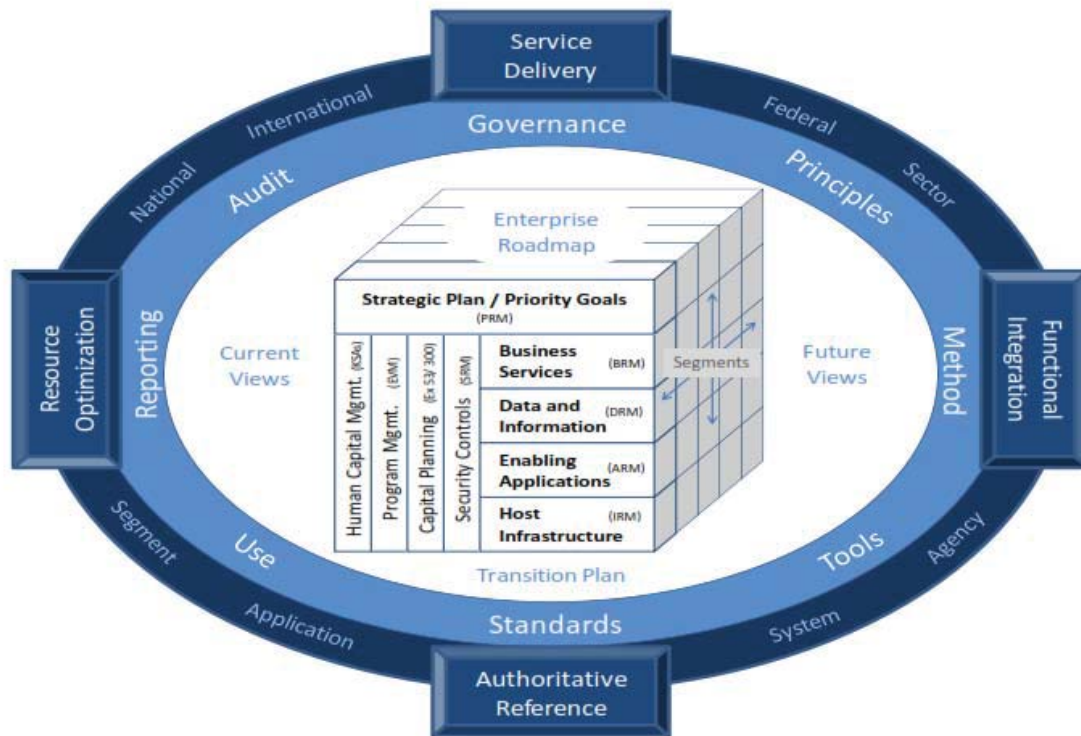 Service
Delivery
International
Federal
Governance
National
Audit
Principles
Sector
Enterprise
Roadmap
Strategic Plan / Priority Goals
(PRM)
Resource
Optimization
Reporting
Current
Views
Human Capital Mgmt. (KSAs)
Program Mgmt. (EVM)
Capital Planning (Ex 53/ 300)
Security Controls (SRM)
Business
Services (BRM)
Data and
Information (DRM)
Enabling
Applications (ARM)
Host
Infrastructure (IRM)
Segments
Future
Views
Method
Functional
Integration
Segment
Use
Transition Plan
Tools
Agency
Application
Standards
System
Authoritative
Reference